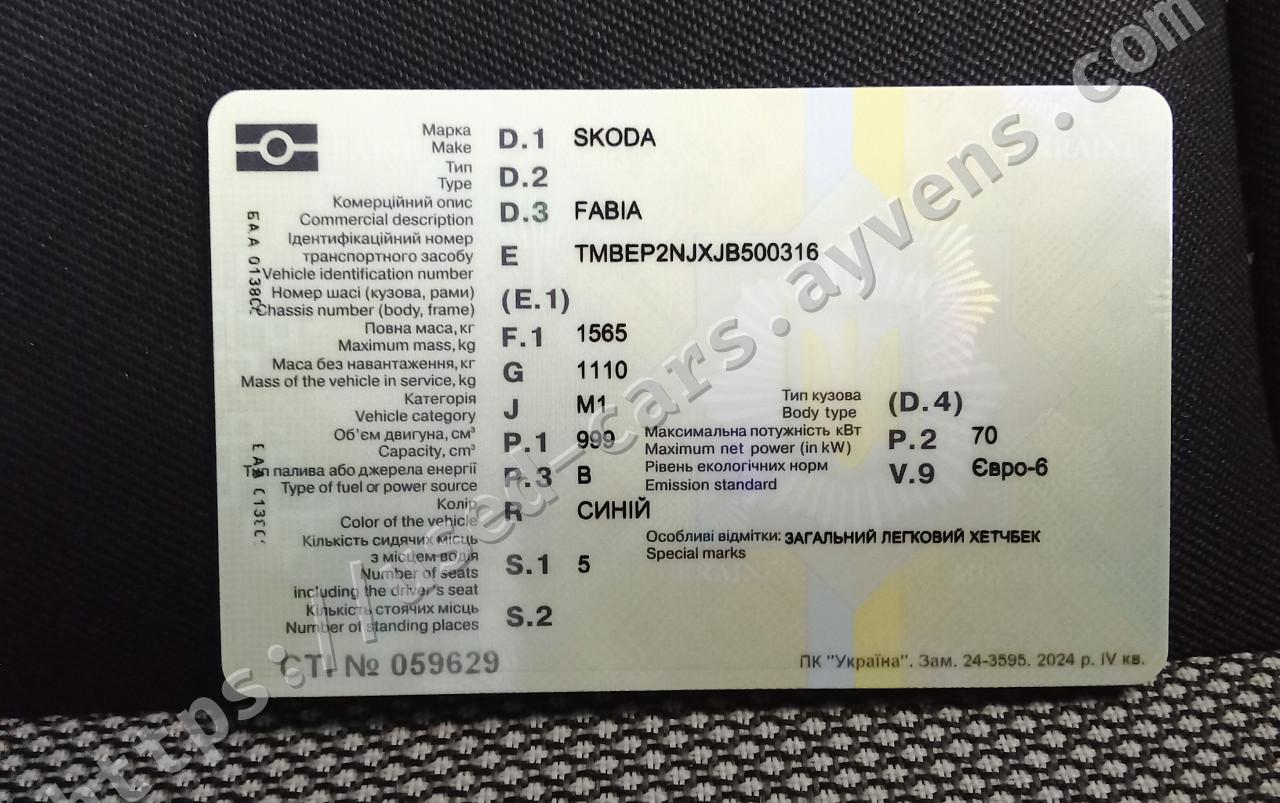 Марка D.1 SKODA
Make
Тип D.2
Type
Комерційний опис D.3 FABIA
Commercial description
Ідентифікаційний номер
транспортного засобу E TMBEP2NJXJB500316
Vehicle identification number
Номер шасі (кузова, рами) (E.1)
Chassis number (body, frame)
Повна маса, кг F.1 1565
Maximum mass, kg
Маса без навантаження, кг G 1110
Mass of the vehicle in service, kg
Категорія J M1 Тип кузова (D.4)
Vehicle category Body type
Об'єм двигуна, см³ P.1 999 Максимальна потужність кВт P.2 70
Capacity, cm³ Maximum net power (in kW)
Тип палива або джерела енергії P.3 B Рівень екологічних норм V.9 Євро-6
Type of fuel or power source Emission standard
Колір R СИНІЙ
Color of the vehicle
Кількість сидячих місць Особливі відмітки: ЗАГАЛЬНИЙ ЛЕГКОВИЙ ХЕТЧБЕК
з місцем водія S.1 5 Special marks
Number of seats
including the driver's seat
Кількість стоячих місць S.2
Number of standing places
СТІ № 059629
ПК "Україна". Зам. 24-3595. 2024 р. IV кв.
https://used-cars.ayvens.com